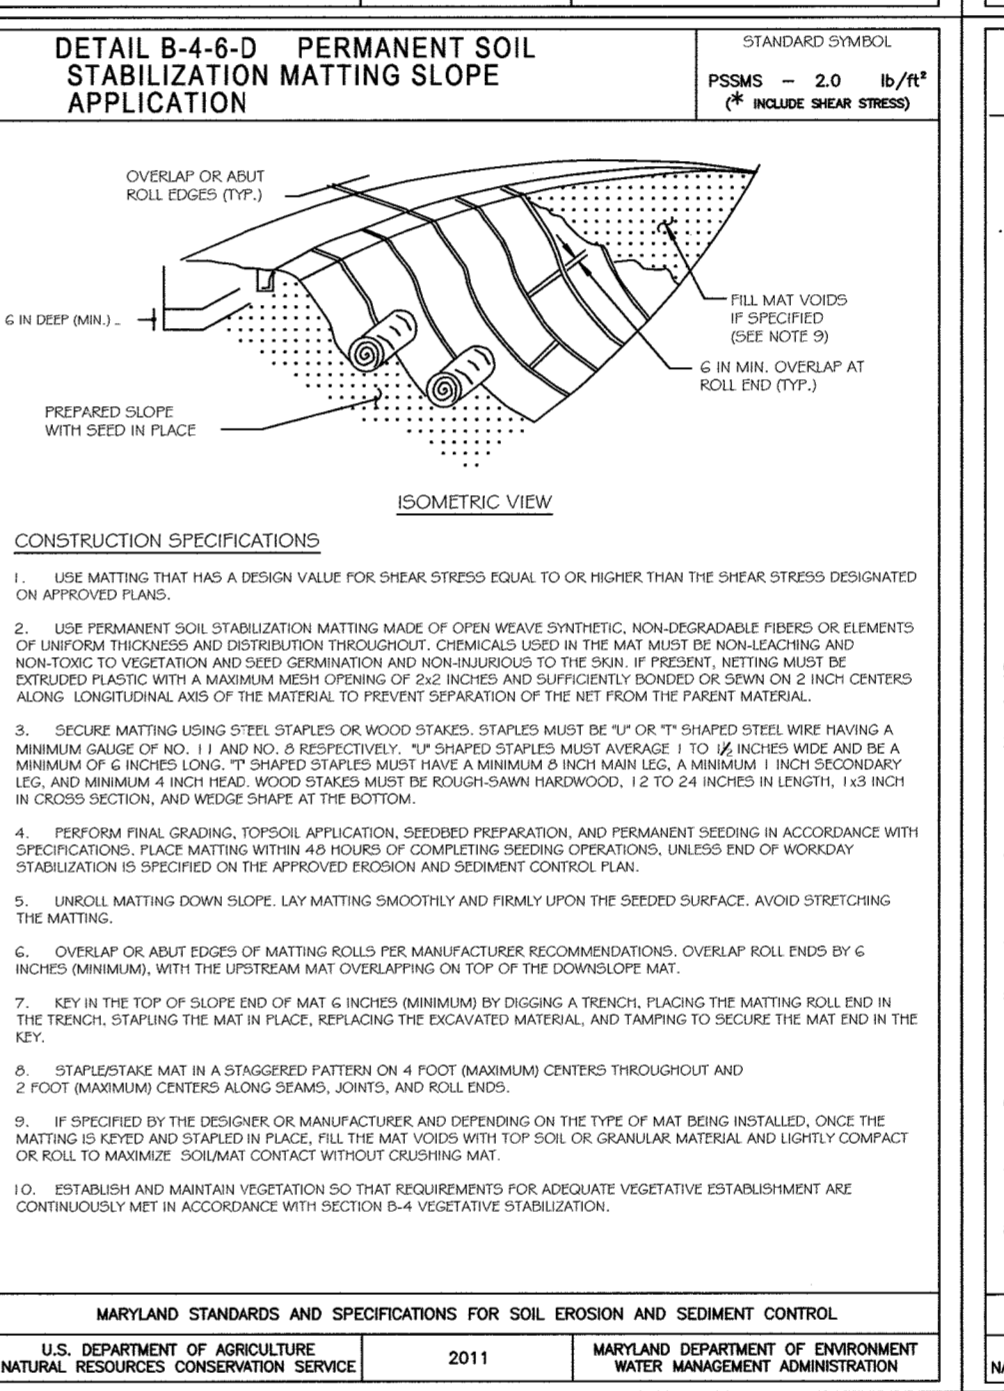 DETAIL B-4-6-D PERMANENT SOIL
STABILIZATION MATTING SLOPE
APPLICATION
STANDARD SYMBOL
PSSMS - 2.0 lb/ft²
(* INCLUDE SHEAR STRESS)
OVERLAP OR ABUT
ROLL EDGES (TYP.)
6 IN DEEP (MIN.)
PREPARED SLOPE
WITH SEED IN PLACE
FILL MAT VOIDS
IF SPECIFIED
(SEE NOTE 9)
6 IN MIN. OVERLAP AT
ROLL END (TYP.)
ISOMETRIC VIEW
CONSTRUCTION SPECIFICATIONS
1. USE MATTING THAT HAS A DESIGN VALUE FOR SHEAR STRESS EQUAL TO OR HIGHER THAN THE SHEAR STRESS DESIGNATED
ON APPROVED PLANS.
2. USE PERMANENT SOIL STABILIZATION MATTING MADE OF OPEN WEAVE SYNTHETIC, NON-DEGRADABLE FIBERS OR ELEMENTS
OF UNIFORM THICKNESS AND DISTRIBUTION THROUGHOUT. CHEMICALS USED IN THE MAT MUST BE NON-LEACHING AND
NON-TOXIC TO VEGETATION AND SEED GERMINATION AND NON-INJURIOUS TO THE SKIN. IF PRESENT, NETTING MUST BE
EXTRUDED PLASTIC WITH A MAXIMUM MESH OPENING OF 2x2 INCHES AND SUFFICIENTLY BONDED OR SEWN ON 2 INCH CENTERS
ALONG LONGITUDINAL AXIS OF THE MATERIAL TO PREVENT SEPARATION OF THE NET FROM THE PARENT MATERIAL.
3. SECURE MATTING USING STEEL STAPLES OR WOOD STAKES. STAPLES MUST BE "U" OR "T" SHAPED STEEL WIRE HAVING A
MINIMUM GAUGE OF NO. 11 AND NO. 8 RESPECTIVELY. "U" SHAPED STAPLES MUST AVERAGE 1 TO 1½ INCHES WIDE AND BE A
MINIMUM OF 6 INCHES LONG. "T" SHAPED STAPLES MUST HAVE A MINIMUM 8 INCH MAIN LEG, A MINIMUM 1 INCH SECONDARY
LEG, AND MINIMUM 4 INCH HEAD. WOOD STAKES MUST BE ROUGH-SAWN HARDWOOD, 12 TO 24 INCHES IN LENGTH, 1x3 INCH
IN CROSS SECTION, AND WEDGE SHAPE AT THE BOTTOM.
4. PERFORM FINAL GRADING, TOPSOIL APPLICATION, SEEDBED PREPARATION, AND PERMANENT SEEDING IN ACCORDANCE WITH
SPECIFICATIONS. PLACE MATTING WITHIN 48 HOURS OF COMPLETING SEEDING OPERATIONS, UNLESS END OF WORKDAY
STABILIZATION IS SPECIFIED ON THE APPROVED EROSION AND SEDIMENT CONTROL PLAN.
5. UNROLL MATTING DOWN SLOPE. LAY MATTING SMOOTHLY AND FIRMLY UPON THE SEEDED SURFACE. AVOID STRETCHING
THE MATTING.
6. OVERLAP OR ABUT EDGES OF MATTING ROLLS PER MANUFACTURER RECOMMENDATIONS. OVERLAP ROLL ENDS BY 6
INCHES (MINIMUM), WITH THE UPSTREAM MAT OVERLAPPING ON TOP OF THE DOWNSLOPE MAT.
7. KEY IN THE TOP OF SLOPE END OF MAT 6 INCHES (MINIMUM) BY DIGGING A TRENCH, PLACING THE MATTING ROLL END IN
THE TRENCH, STAPLING THE MAT IN PLACE, REPLACING THE EXCAVATED MATERIAL, AND TAMPING TO SECURE THE MAT END IN THE
KEY.
8. STAPLE/STAKE MAT IN A STAGGERED PATTERN ON 4 FOOT (MAXIMUM) CENTERS THROUGHOUT AND
2 FOOT (MAXIMUM) CENTERS ALONG SEAMS, JOINTS, AND ROLL ENDS.
9. IF SPECIFIED BY THE DESIGNER OR MANUFACTURER AND DEPENDING ON THE TYPE OF MAT BEING INSTALLED, ONCE THE
MATTING IS KEYED AND STAPLED IN PLACE, FILL THE MAT VOIDS WITH TOP SOIL OR GRANULAR MATERIAL AND LIGHTLY COMPACT
OR ROLL TO MAXIMIZE SOIL/MAT CONTACT WITHOUT CRUSHING MAT.
10. ESTABLISH AND MAINTAIN VEGETATION SO THAT REQUIREMENTS FOR ADEQUATE VEGETATIVE ESTABLISHMENT ARE
CONTINUOUSLY MET IN ACCORDANCE WITH SECTION B-4 VEGETATIVE STABILIZATION.
MARYLAND STANDARDS AND SPECIFICATIONS FOR SOIL EROSION AND SEDIMENT CONTROL
U.S. DEPARTMENT OF AGRICULTURE
NATURAL RESOURCES CONSERVATION SERVICE
2011
MARYLAND DEPARTMENT OF ENVIRONMENT
WATER MANAGEMENT ADMINISTRATION